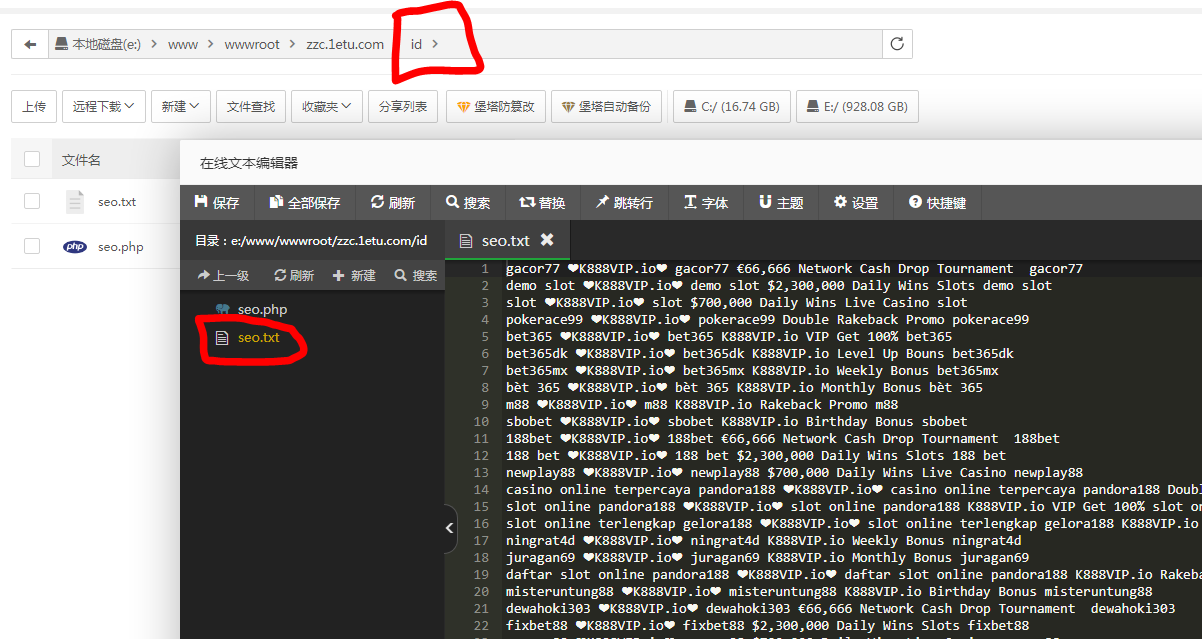 本地磁盘(e:) > www > wwwroot > zzc.1etu.com id >
上传 远程下载 新建 文件查找 收藏夹 分享列表 堡塔防篡改 堡塔自动备份 C:/ (16.74 GB) E:/ (928.08 GB)
文件名
seo.txt
php seo.php
在线文本编辑器
保存 全部保存 刷新 搜索 替换 跳转行 字体 主题 设置 快捷键
目录：e:/www/wwwroot/zzc.1etu.com/id
上一级 刷新 新建 搜索
seo.php
seo.txt
seo.txt ✖
1 gacor77 ❤K888VIP.io❤ gacor77 €66,666 Network Cash Drop Tournament  gacor77
2 demo slot ❤K888VIP.io❤ demo slot $2,300,000 Daily Wins Slots demo slot
3 slot ❤K888VIP.io❤ slot $700,000 Daily Wins Live Casino slot
4 pokerace99 ❤K888VIP.io❤ pokerace99 Double Rakeback Promo pokerace99
5 bet365 ❤K888VIP.io❤ bet365 K888VIP.io VIP Get 100% bet365
6 bet365dk ❤K888VIP.io❤ bet365dk K888VIP.io Level Up Bouns bet365dk
7 bet365mx ❤K888VIP.io❤ bet365mx K888VIP.io Weekly Bonus bet365mx
8 bèt 365 ❤K888VIP.io❤ bèt 365 K888VIP.io Monthly Bonus bèt 365
9 m88 ❤K888VIP.io❤ m88 K888VIP.io Rakeback Promo m88
10 sbobet ❤K888VIP.io❤ sbobet K888VIP.io Birthday Bonus sbobet
11 188bet ❤K888VIP.io❤ 188bet €66,666 Network Cash Drop Tournament  188bet
12 188 bet ❤K888VIP.io❤ 188 bet $2,300,000 Daily Wins Slots 188 bet
13 newplay88 ❤K888VIP.io❤ newplay88 $700,000 Daily Wins Live Casino newplay88
14 casino online terpercaya pandora188 ❤K888VIP.io❤ casino online terpercaya pandora188 Doubl
15 slot online pandora188 ❤K888VIP.io❤ slot online pandora188 K888VIP.io VIP Get 100% slot on
16 slot online terlengkap gelora188 ❤K888VIP.io❤ slot online terlengkap gelora188 K888VIP.io
17 ningrat4d ❤K888VIP.io❤ ningrat4d K888VIP.io Weekly Bonus ningrat4d
18 juragan69 ❤K888VIP.io❤ juragan69 K888VIP.io Monthly Bonus juragan69
19 daftar slot online pandora188 ❤K888VIP.io❤ daftar slot online pandora188 K888VIP.io Rakeba
20 misteruntung88 ❤K888VIP.io❤ misteruntung88 K888VIP.io Birthday Bonus misteruntung88
21 dewahoki303 ❤K888VIP.io❤ dewahoki303 €66,666 Network Cash Drop Tournament  dewahoki303
22 fixbet88 ❤K888VIP.io❤ fixbet88 $2,300,000 Daily Wins Slots fixbet88